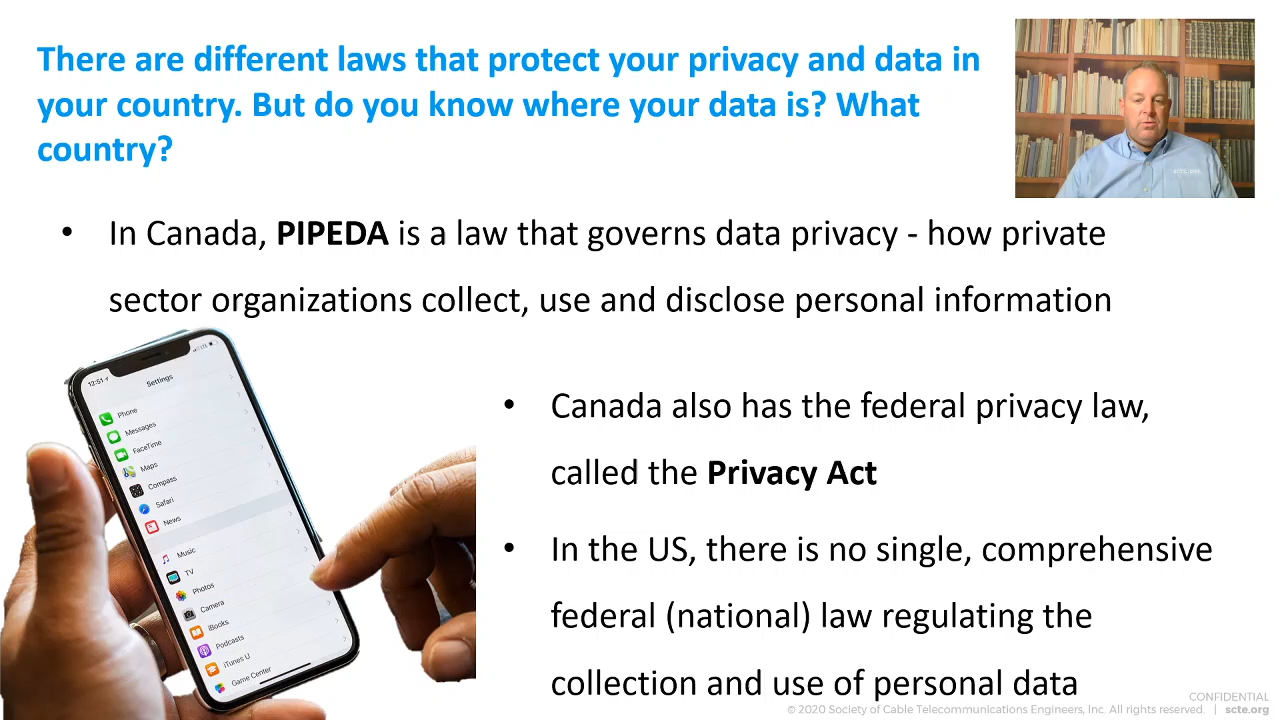 There are different laws that protect your privacy and data in
your country. But do you know where your data is? What
country?
• In Canada, PIPEDA is a law that governs data privacy - how private
sector organizations collect, use and disclose personal information
• Canada also has the federal privacy law,
called the Privacy Act
• In the US, there is no single, comprehensive
federal (national) law regulating the
collection and use of personal data
12:51
LTE
Settings
Phone
Messages
FaceTime
Maps
Compass
Safari
News
Music
TV
Photos
Camera
iBooks
Podcasts
iTunes U
Game Center
CONFIDENTIAL
© 2020 Society of Cable Telecommunications Engineers, Inc. All rights reserved. | scte.org